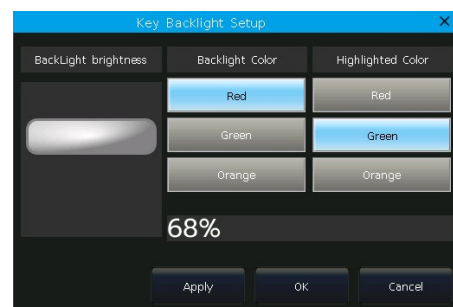 Key Backlight Setup X
BackLight brightness Backlight Color Highlighted Color
Red Red
Green Green
Orange Orange
68%
Apply OK Cancel